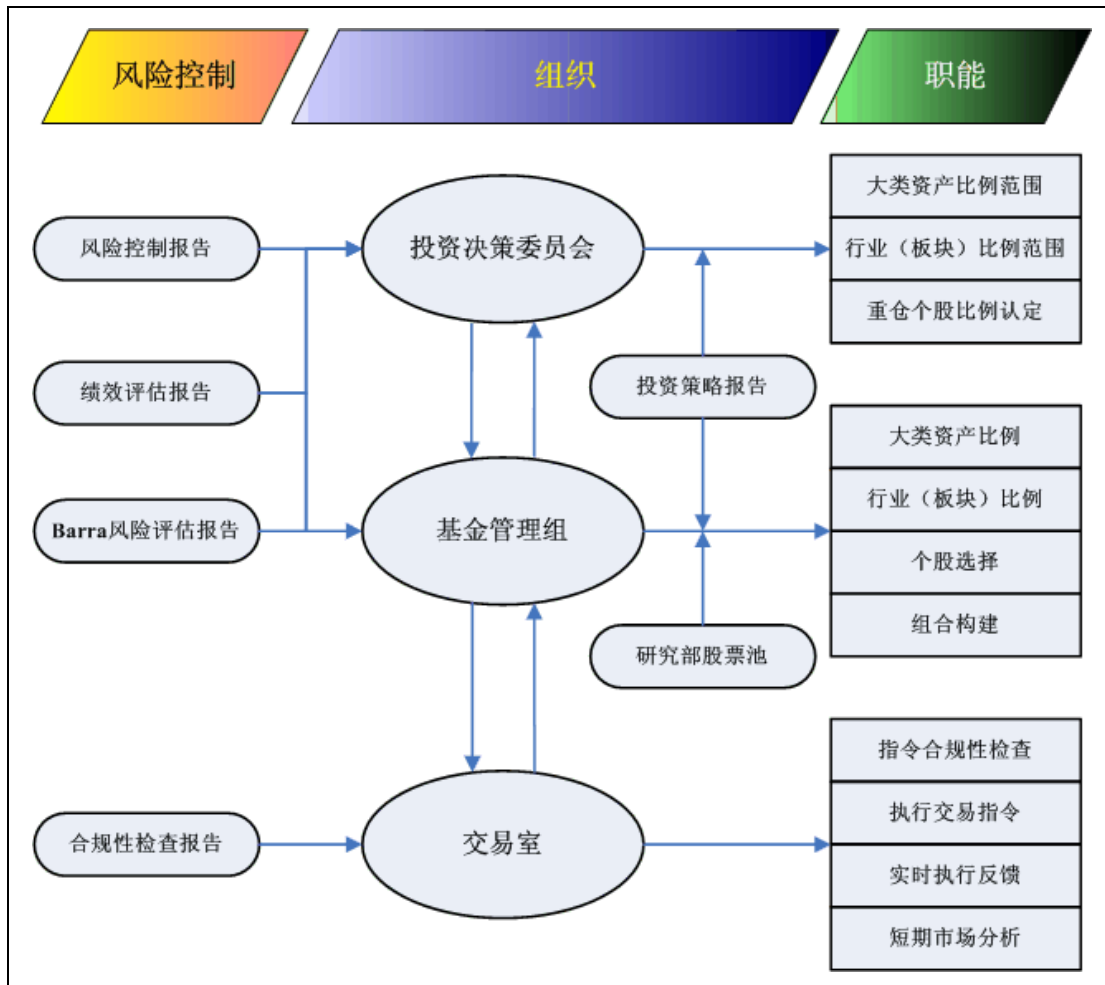 风险控制
组织
职能
大类资产比例范围
风险控制报告
投资决策委员会
行业（板块）比例范围
重仓个股比例认定
绩效评估报告
投资策略报告
大类资产比例
行业（板块）比例
Barra风险评估报告
基金管理组
个股选择
组合构建
研究部股票池
指令合规性检查
执行交易指令
合规性检查报告
交易室
实时执行反馈
短期市场分析